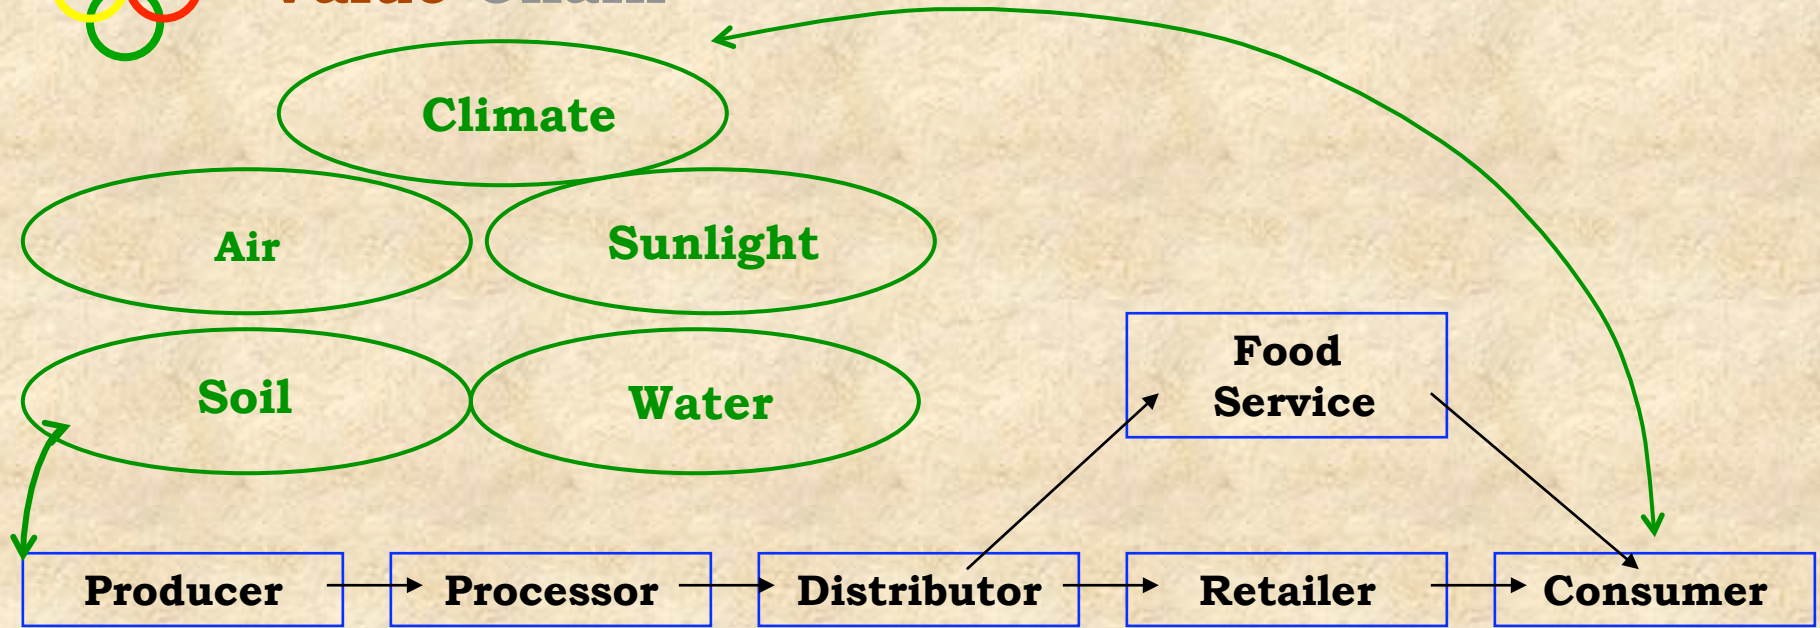 Climate
Air
Sunlight
Soil
Water
Food
Service
Producer
Processor
Distributor
Retailer
Consumer